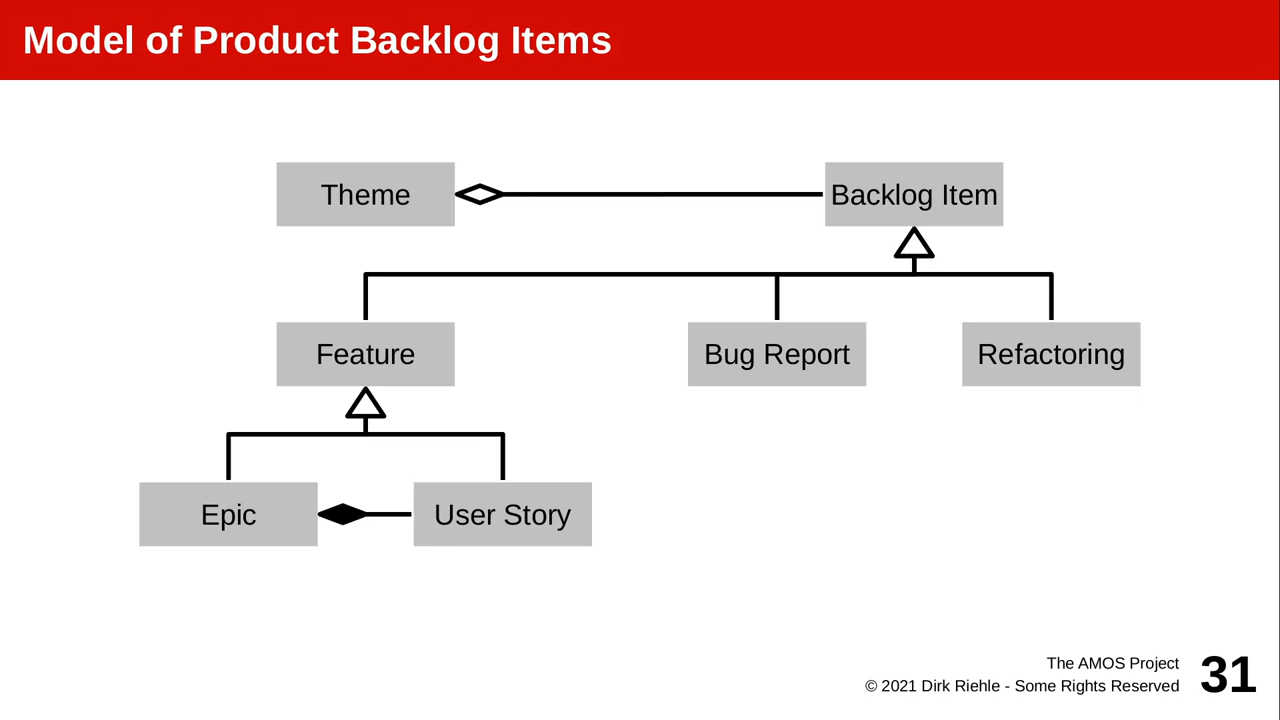 Model of Product Backlog Items
Theme
Backlog Item
Feature
Bug Report
Refactoring
Epic
User Story
The AMOS Project
© 2021 Dirk Riehle - Some Rights Reserved
31